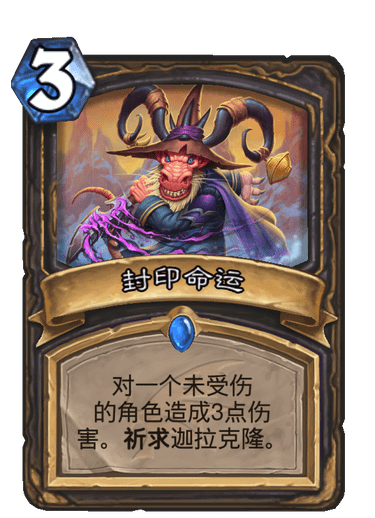 3
封印命运
对一个未受伤
的角色造成3点伤
害。祈求迦拉克隆。